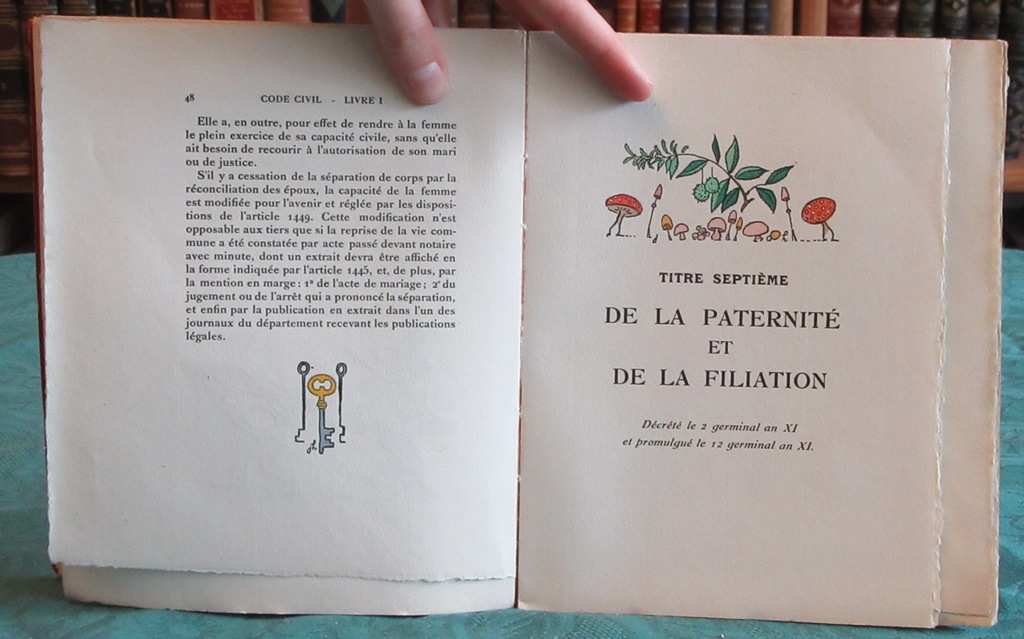 48 CODE CIVIL - LIVRE I
Elle a, en outre, pour effet de rendre à la femme
le plein exercice de sa capacité civile, sans qu'elle
ait besoin de recourir à l'autorisation de son mari
ou de justice.
S'il y a cessation de la séparation de corps par la
réconciliation des époux, la capacité de la femme
est modifiée pour l'avenir et réglée par les disposi-
tions de l'article 1449. Cette modification n'est
opposable aux tiers que si la reprise de la vie com-
mune a été constatée par acte passé devant notaire
avec minute, dont un extrait devra être affiché en
la forme indiquée par l'article 1445, et, de plus, par
la mention en marge : 1º de l'acte de mariage ; 2º du
jugement ou de l'arrêt qui a prononcé la séparation,
et enfin par la publication en extrait dans l'un des
journaux du département recevant les publications
légales.
TITRE SEPTIÈME
DE LA PATERNITÉ
ET
DE LA FILIATION
Décrété le 2 germinal an XI
et promulgué le 12 germinal an XI.